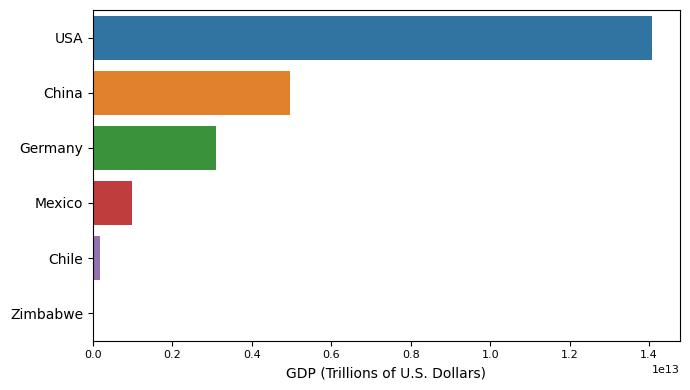 USA
China
Germany
Mexico
Chile
Zimbabwe
0.0 0.2 0.4 0.6 0.8 1.0 1.2 1.4
1e13
GDP (Trillions of U.S. Dollars)